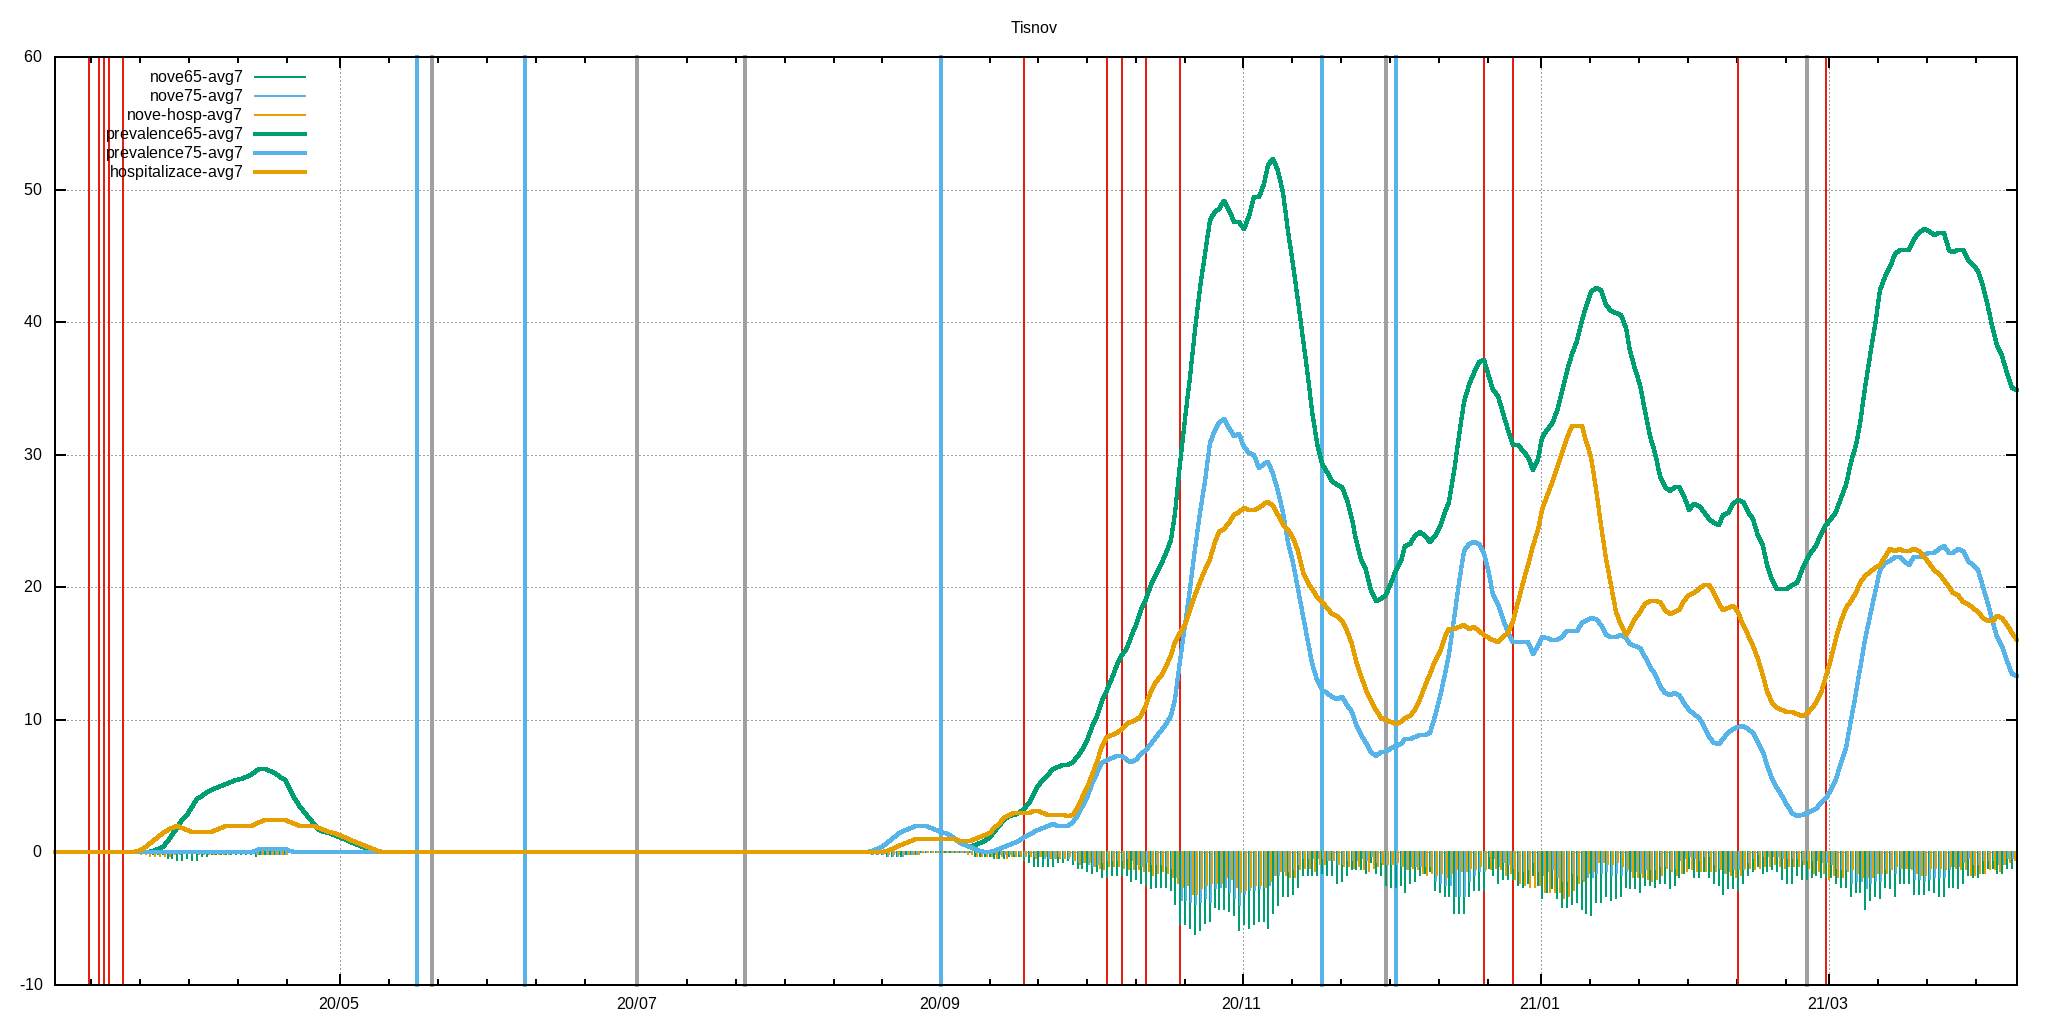 Tisnov
60
50
40
30
20
10
0
-10
nove65-avg7
nove75-avg7
nove-hosp-avg7
prevalence65-avg7
prevalence75-avg7
hospitalizace-avg7
20/05 20/07 20/09 20/11 21/01 21/03